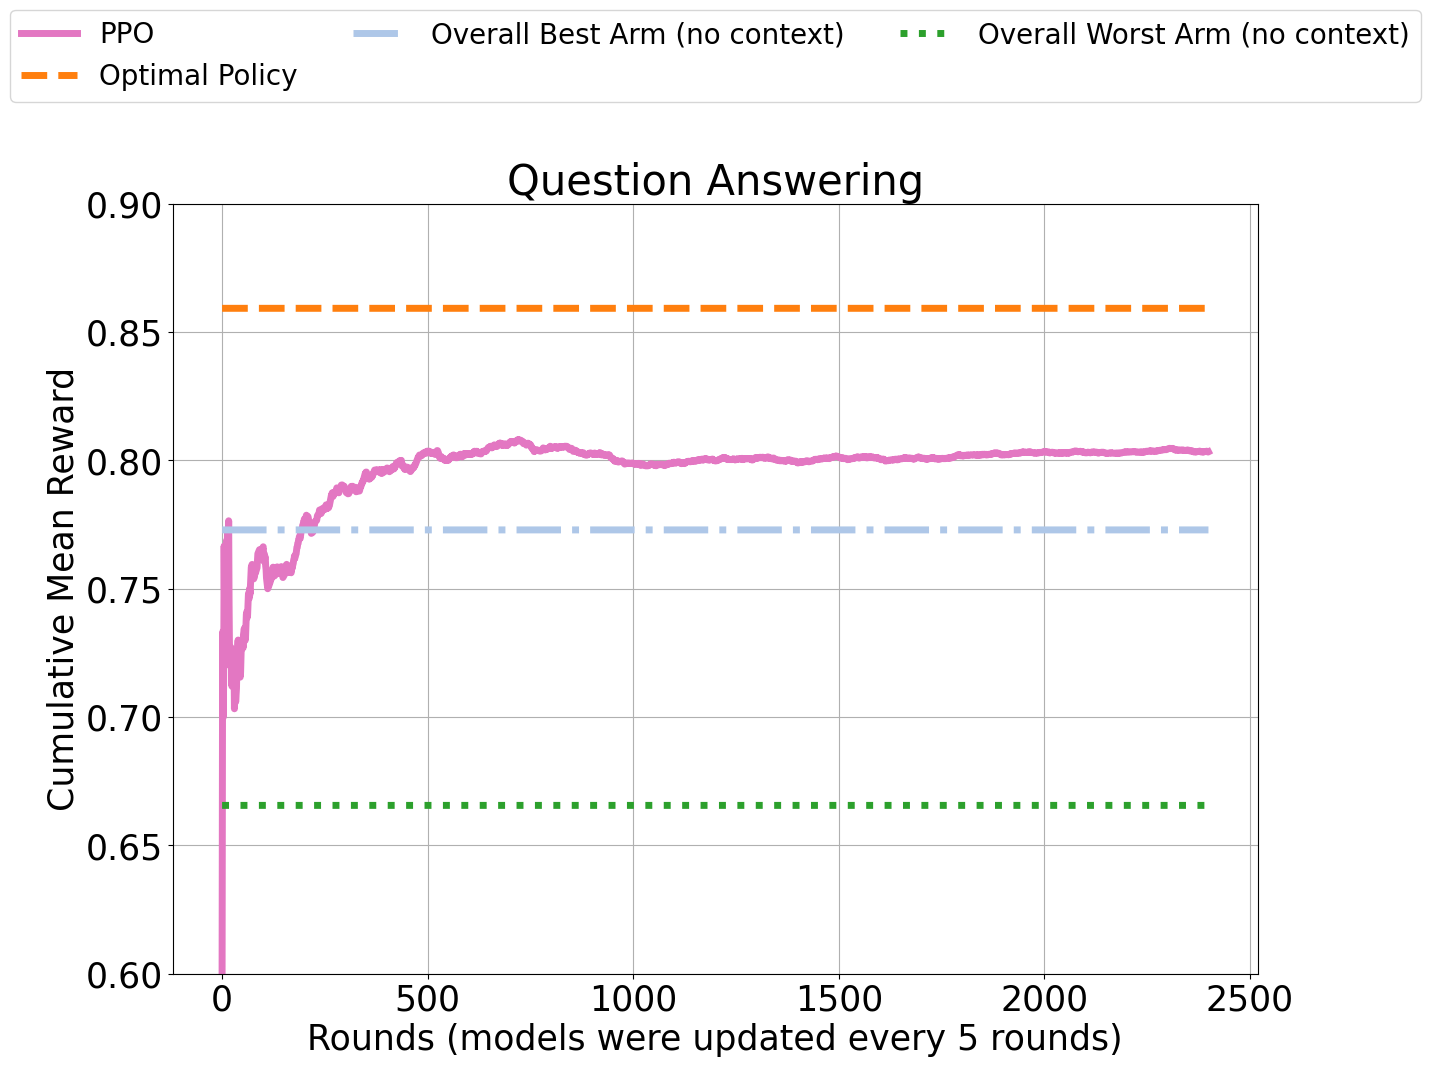 PPO
Optimal Policy
Overall Best Arm (no context)
Overall Worst Arm (no context)
Question Answering
0.90
0.85
0.80
0.75
0.70
0.65
0.60
Cumulative Mean Reward
0
500
1000
1500
2000
2500
Rounds (models were updated every 5 rounds)